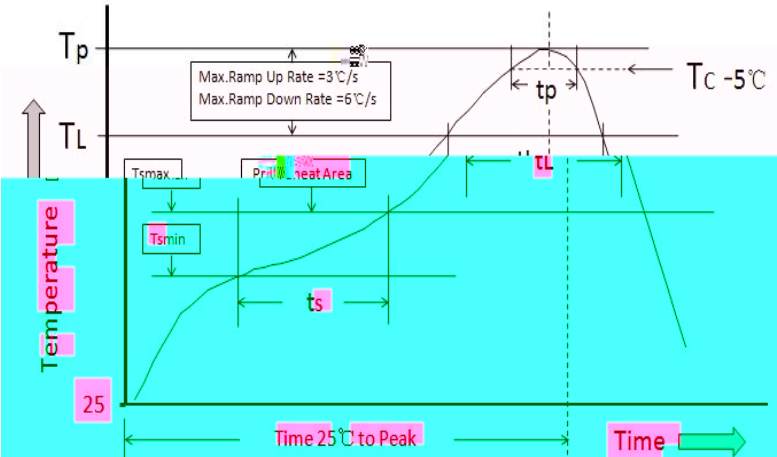 Tp
Max.Ramp Up Rate =3℃/s
Max.Ramp Down Rate =6℃/s
tp
TC -5℃
TL
tL
Tsmax
Area
Tsmin
Temperature
ts
25
Time 25℃ to Peak
Time